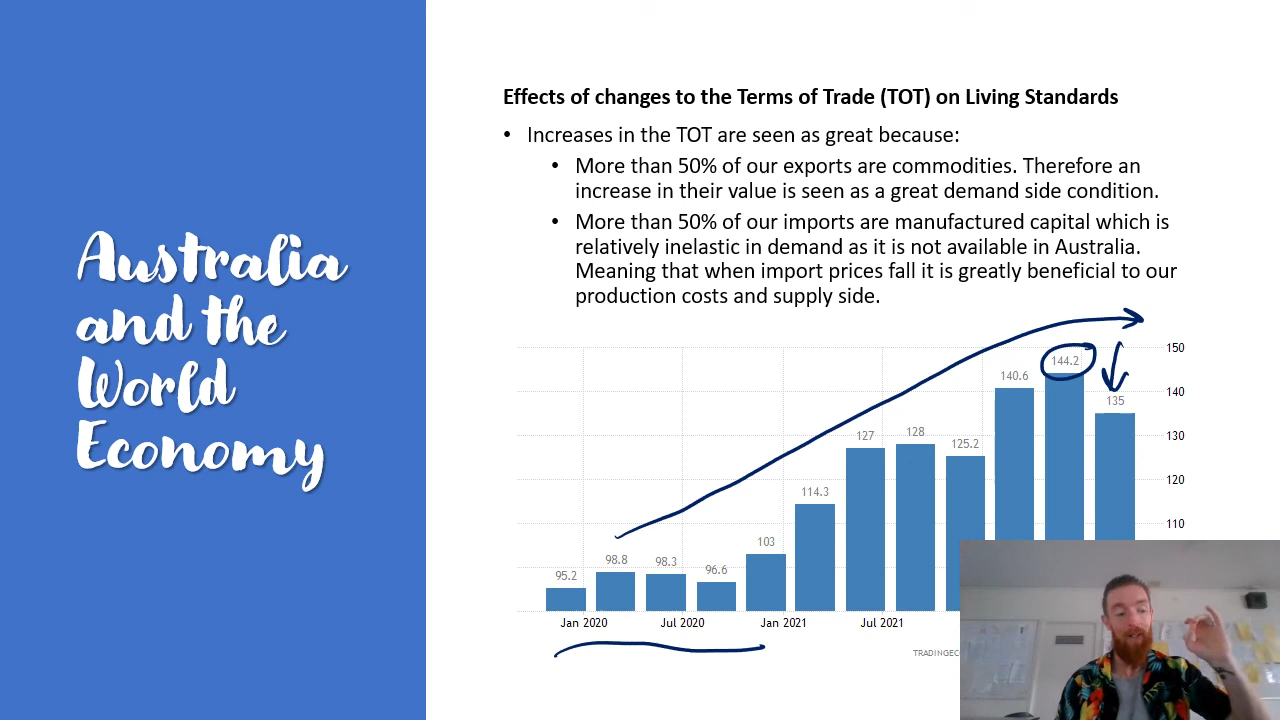 Australia
and the
World
Economy
Effects of changes to the Terms of Trade (TOT) on Living Standards
• Increases in the TOT are seen as great because:
• More than 50% of our exports are commodities. Therefore an
increase in their value is seen as a great demand side condition.
• More than 50% of our imports are manufactured capital which is
relatively inelastic in demand as it is not available in Australia.
Meaning that when import prices fall it is greatly beneficial to our
production costs and supply side.
150
144.2
140.6
140
135
127
128
125.2
130
120
114.3
110
103
98.8
98.3
96.6
95.2
Jan 2020
Jul 2020
Jan 2021
Jul 2021